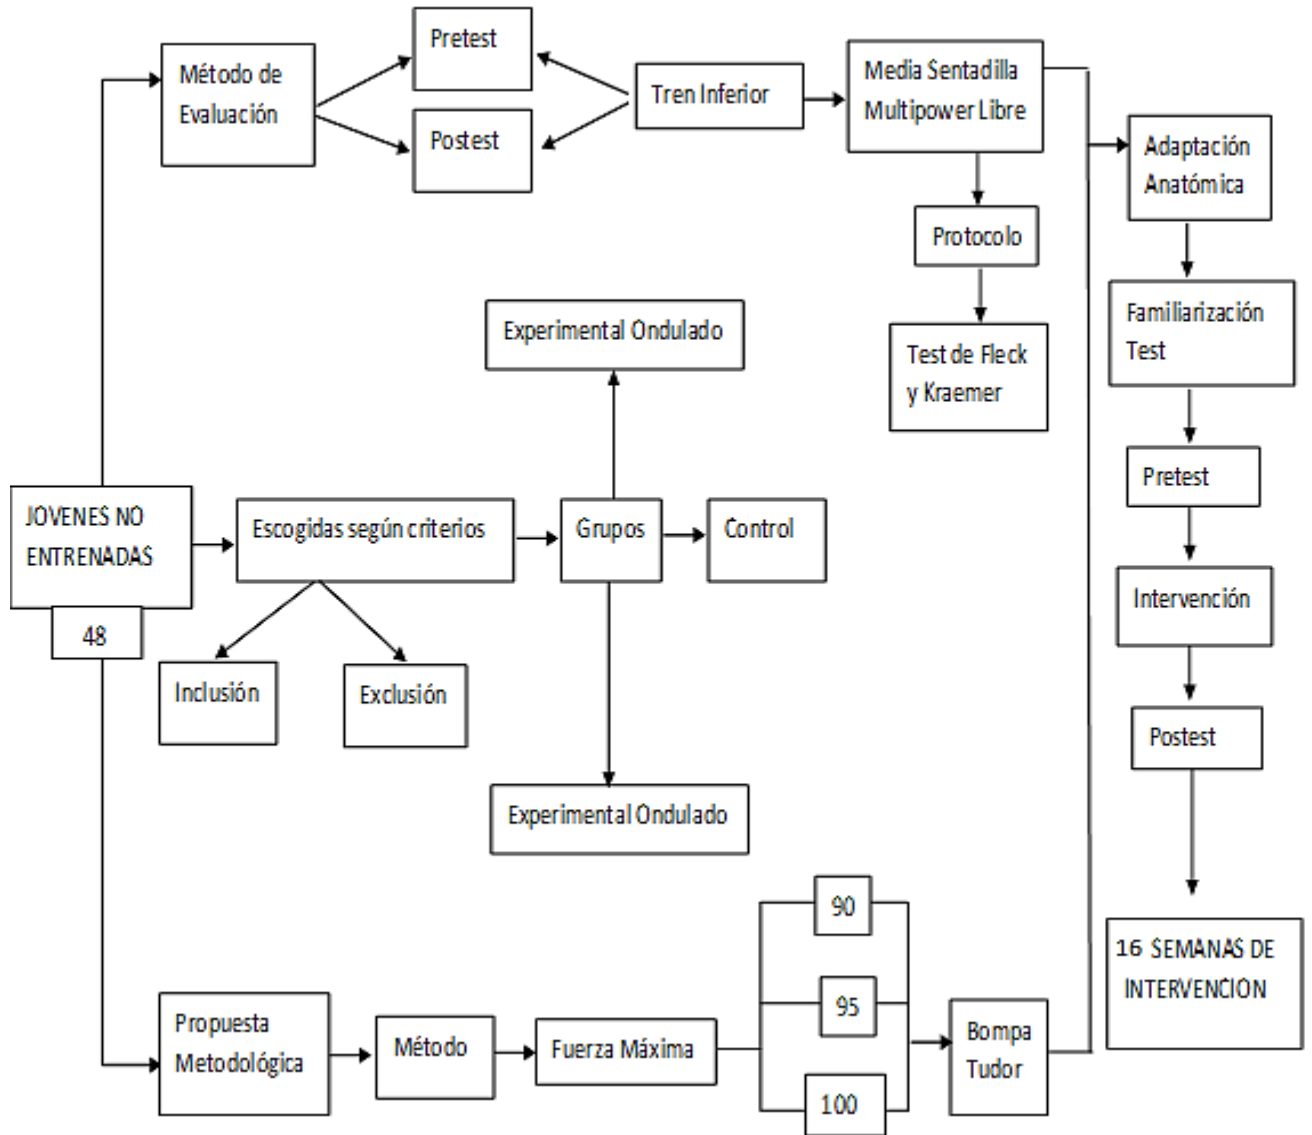 Pretest
Método de
Evaluación
Postest
Tren Inferior
Media Sentadilla
Multipower Libre
Adaptación
Anatómica
Protocolo
Familiarización
Test
Test de Fleck
y Kraemer
Experimental Ondulado
Pretest
JOVENES NO
ENTRENADAS
48
Escogidas según criterios
Grupos
Control
Intervención
Inclusión
Exclusión
Postest
Experimental Ondulado
90
95
100
16 SEMANAS DE
INTERVENCION
Propuesta
Metodológica
Método
Fuerza Máxima
Bompa
Tudor